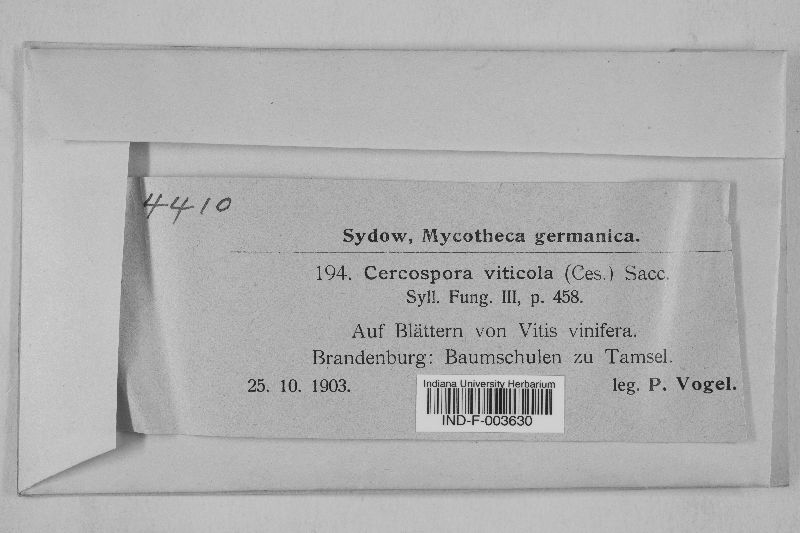 4410
Sydow, Mycotheca germanica.
194. Cercospora viticola (Ces.) Sacc.
Syll. Fung. III, p. 458.
Auf Blättern von Vitis vinifera.
Brandenburg: Baumschulen zu Tamsel.
25. 10. 1903. leg. P. Vogel.
Indiana University Herbarium
IND-F-003630